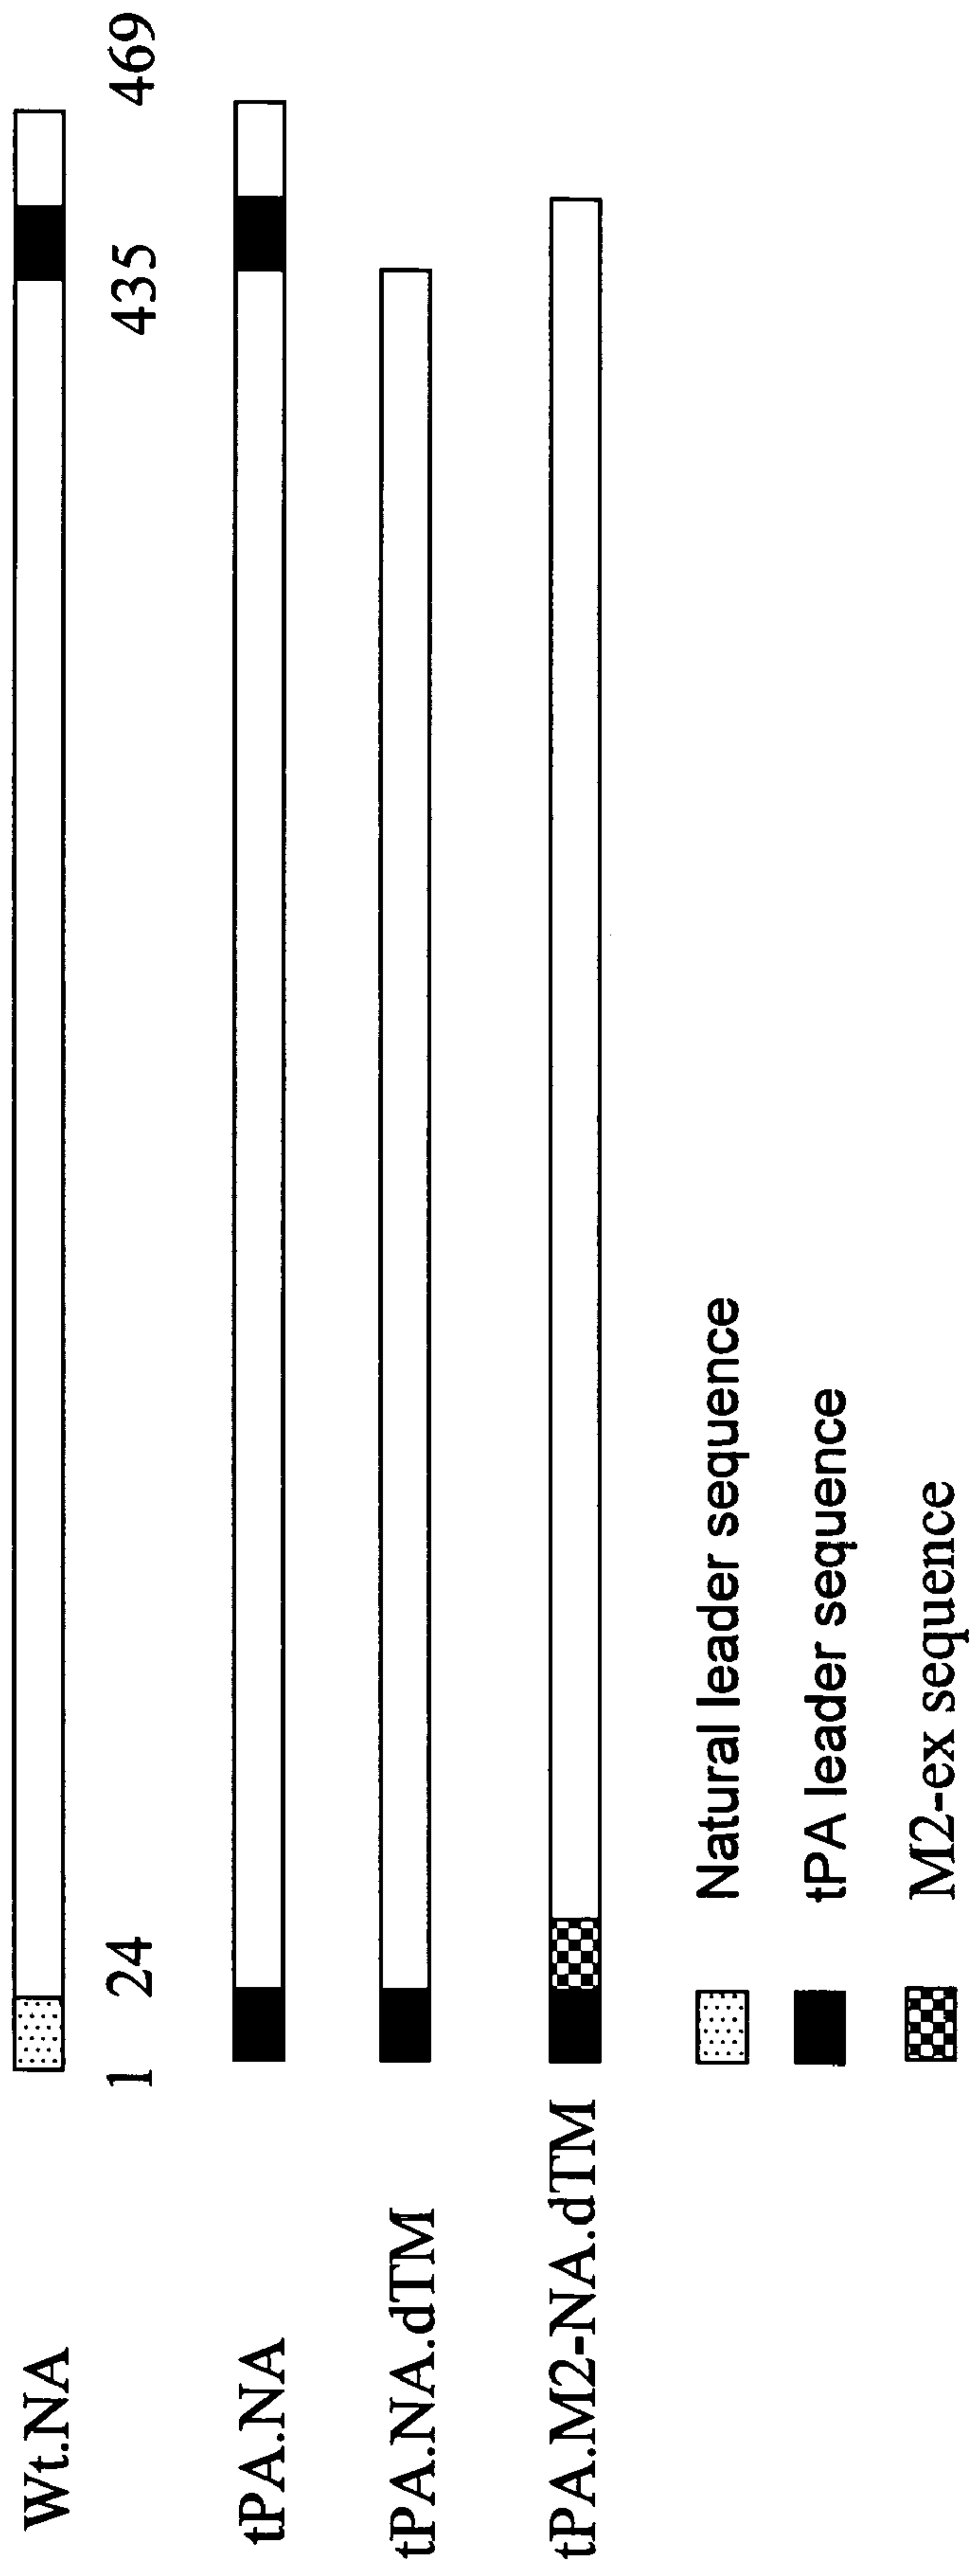 Wt.NA
1 24 435 469
tPA.NA
tPA.NA.dTM
tPA.M2-NA.dTM
Natural leader sequence
tPA leader sequence
M2-ex sequence